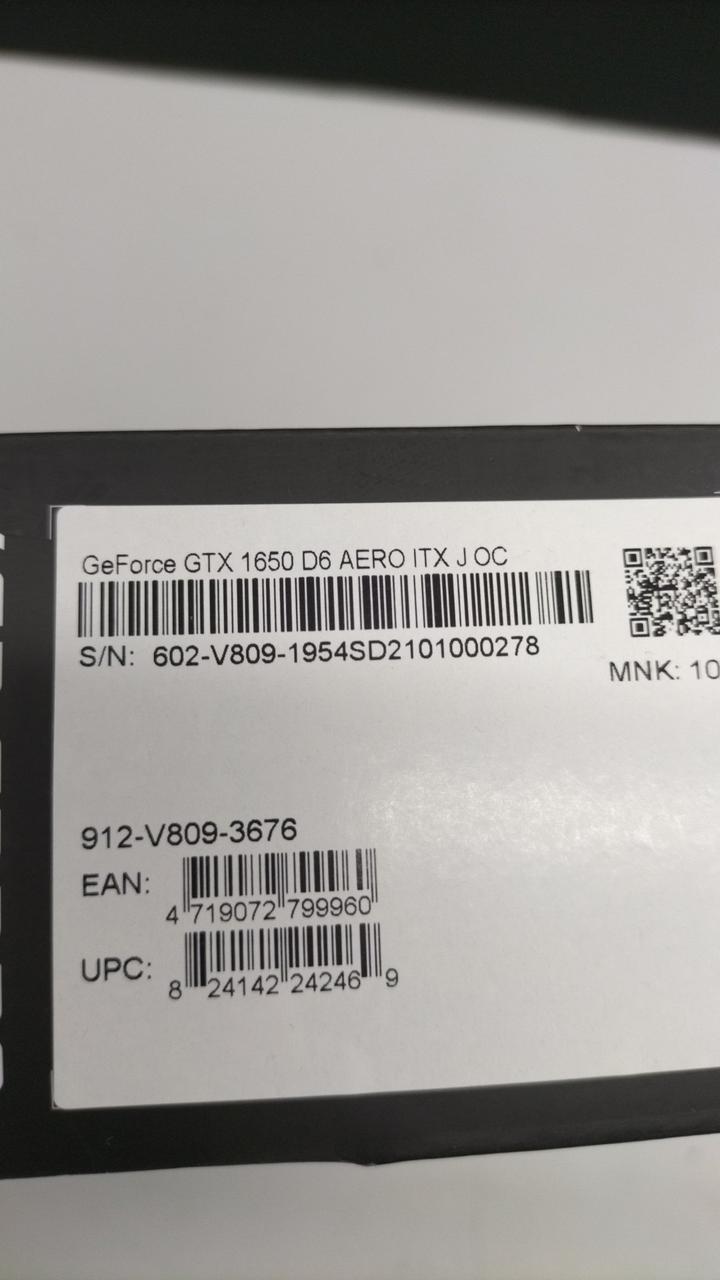 GeForce GTX 1650 D6 AERO ITX J OC
S/N: 602-V809-1954SD2101000278
MNK: 10
912-V809-3676
EAN:
4 719072 799960
UPC:
8 24142 24246 9